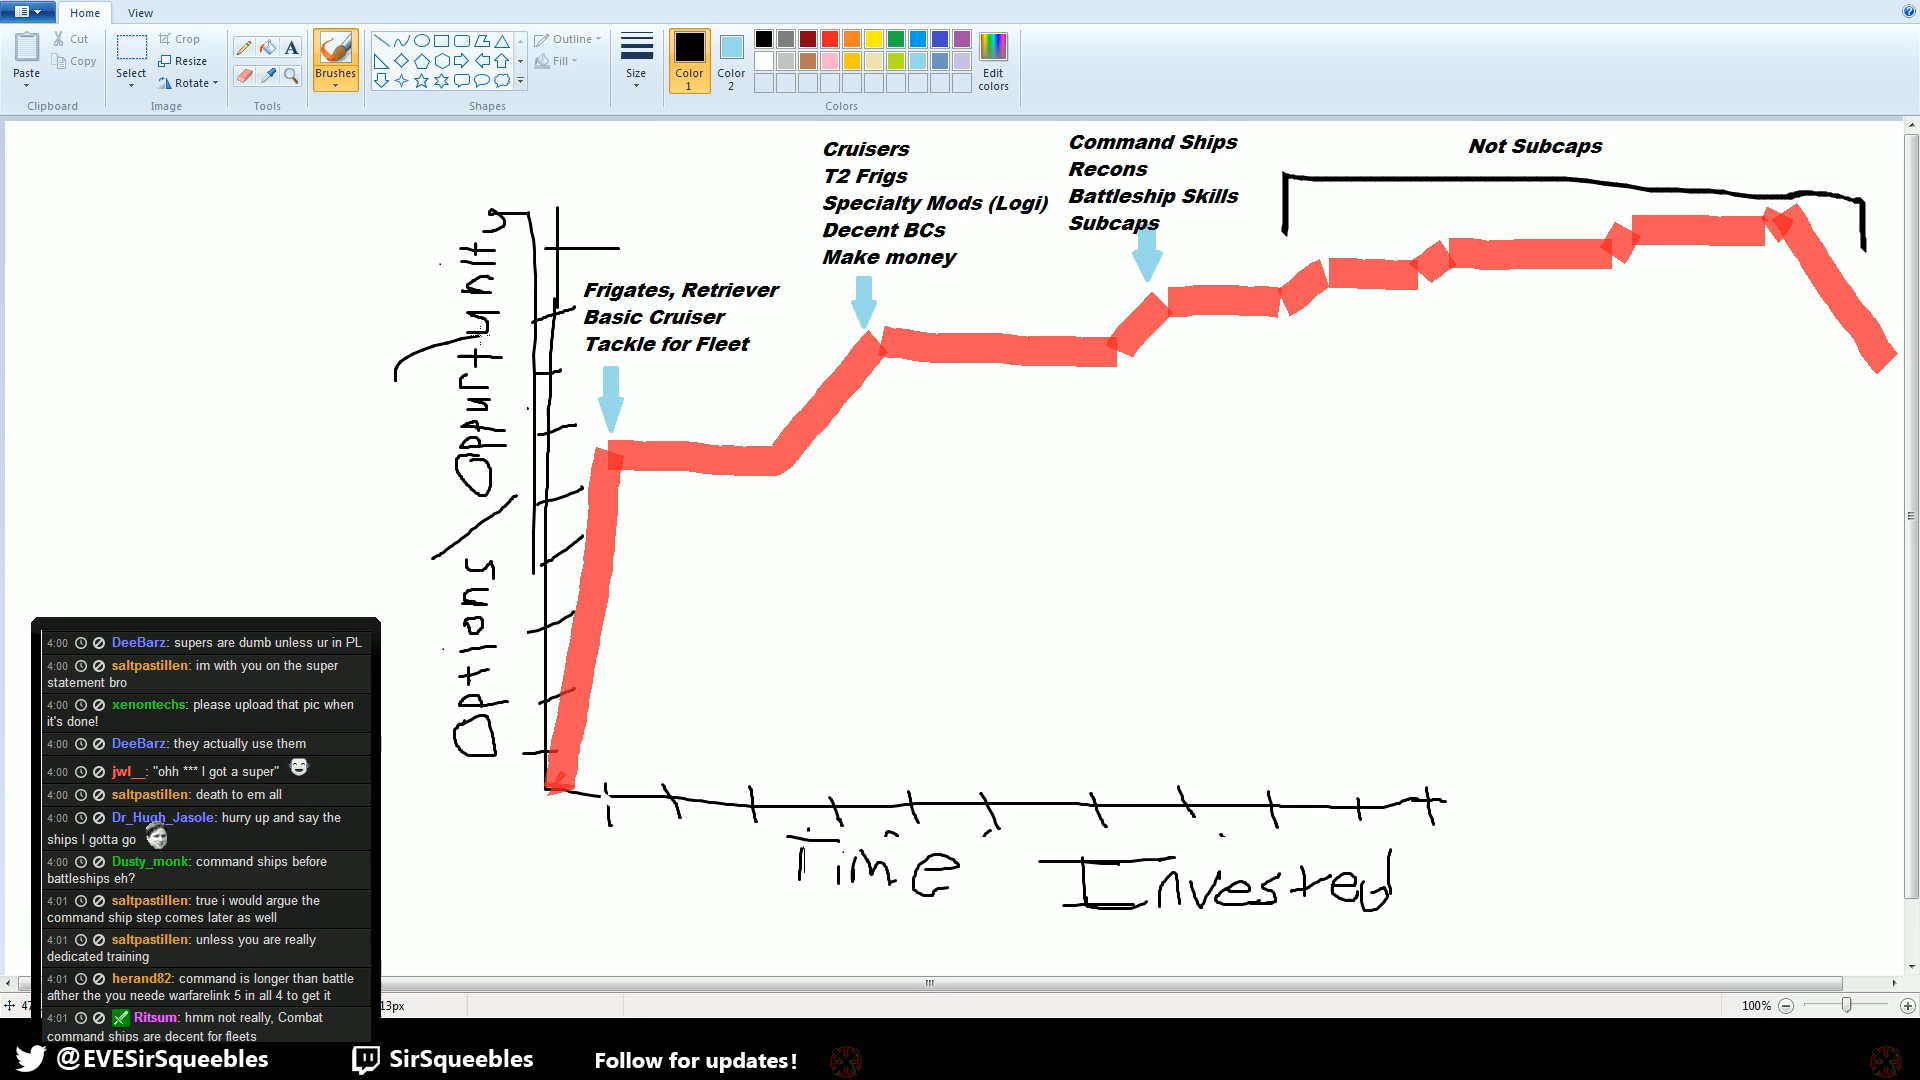 Home
View
Paste
Cut
Copy
Clipboard
Select
Crop
Resize
Rotate
Image
A
Tools
Brushes
Outline
Fill
Shapes
Size
Color 1
Color 2
Edit colors
Colors
Cruisers
T2 Frigs
Specialty Mods (Logi)
Decent BCs
Make money
Command Ships
Recons
Battleship Skills
Subcaps
Not Subcaps
Frigates, Retriever
Basic Cruiser
Tackle for Fleet
Options / Oppurtunity
Time Invested
4:00 DeeBarz: supers are dumb unless ur in PL
4:00 saltpastillen: im with you on the super
statement bro
4:00 xenontechs: please upload that pic when
it's done!
4:00 DeeBarz: they actually use them
4:00 jwl__: "ohh *** I got a super"
4:00 saltpastillen: death to em all
4:00 Dr_Hugh_Jasole: hurry up and say the
ships I gotta go
4:00 Dusty_monk: command ships before
battleships eh?
4:01 saltpastillen: true i would argue the
command ship step comes later as well
4:01 saltpastillen: unless you are really
dedicated training
4:01 herand82: command is longer than battle
afther the you neede warfarelink 5 in all 4 to get it
4:01 Ritsum: hmm not really, Combat
command ships are decent for fleets
13px
100%
@EVESirSqueebles
SirSqueebles
Follow for updates!